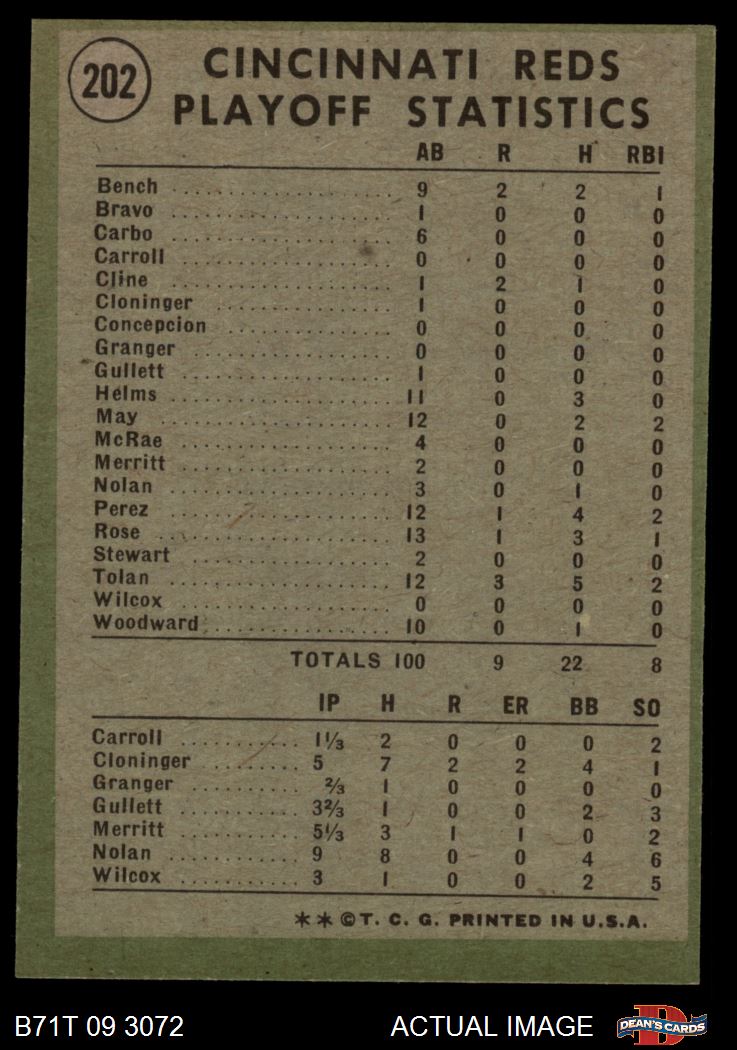 202
CINCINNATI REDS
PLAYOFF STATISTICS
AB R H RBI
Bench .................... 9 2 2 1
Bravo .................... 1 0 0 0
Carbo .................... 6 0 0 0
Carroll .................... 0 0 0 0
Cline .................... 1 2 1 0
Cloninger .................... 1 0 0 0
Concepcion .................... 0 0 0 0
Granger .................... 0 0 0 0
Gullett .................... 1 0 0 0
Helms .................... 11 0 3 0
May .................... 12 0 2 2
McRae .................... 4 0 0 0
Merritt .................... 2 0 0 0
Nolan .................... 3 0 1 0
Perez .................... 12 1 4 2
Rose .................... 13 1 3 1
Stewart .................... 2 0 0 0
Tolan .................... 12 3 5 2
Wilcox .................... 0 0 0 0
Woodward .................... 10 0 1 0
TOTALS 100 9 22 8
IP H R ER BB SO
Carroll .......... 1⅓ 2 0 0 0 2
Cloninger .......... 5 7 2 2 4 1
Granger .......... ⅔ 1 0 0 0 0
Gullett .......... 3⅔ 1 0 0 2 3
Merritt .......... 5⅓ 3 1 1 0 2
Nolan .......... 9 8 0 0 4 6
Wilcox .......... 3 1 0 0 2 5
** © T. C. G. PRINTED IN U.S.A.
B71T 09 3072 ACTUAL IMAGE
D
DEAN'S CARDS